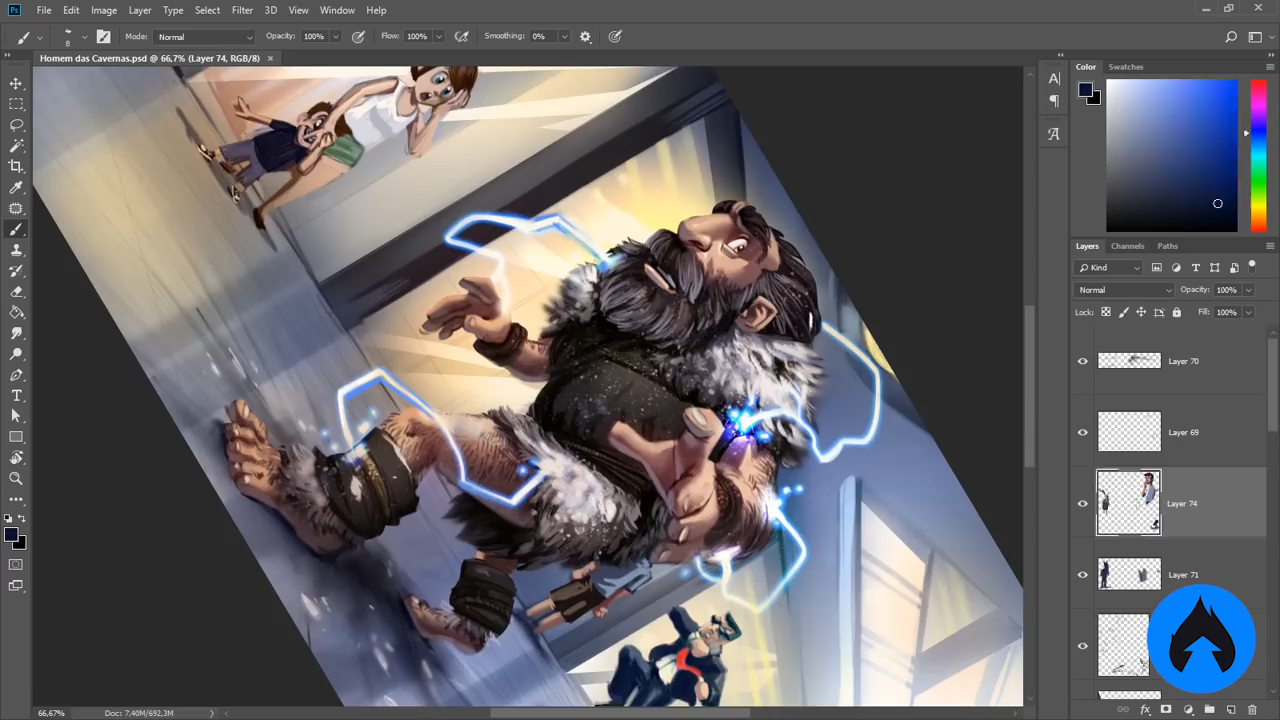 Ps File Edit Image Layer Type Select Filter 3D View Window Help
8 Mode: Normal Opacity: 100% Flow: 100% Smoothing: 0%
Homem das Cavernas.psd @ 66,7% (Layer 74, RGB/8) ×
Color Swatches
Layers Channels Paths
Kind
Normal Opacity: 100%
Lock: Fill: 100%
Layer 70
Layer 69
Layer 74
Layer 71
66,67% Doc: 7,40M/692,3M